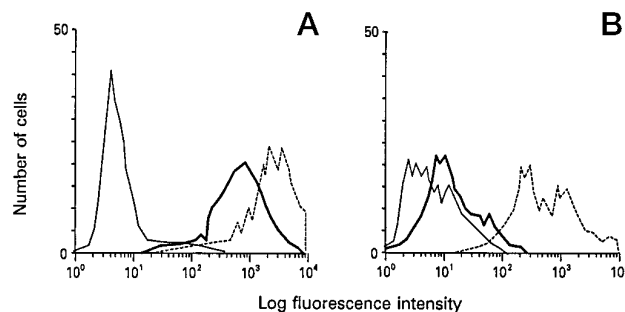 A
B
50
50
Number of cells
0
0
10⁰ 10¹ 10² 10³ 10⁴
10⁰ 10¹ 10² 10³ 10
Log fluorescence intensity